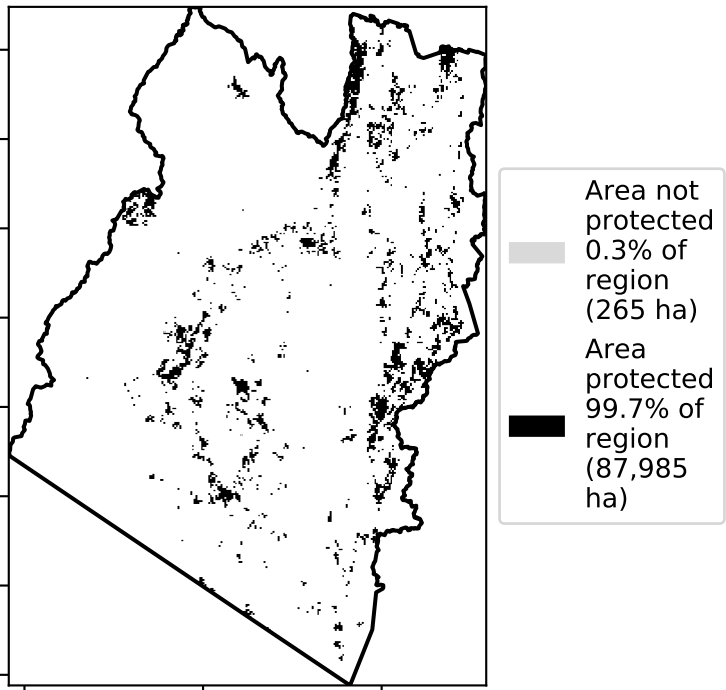 Area not
protected
0.3% of
region
(265 ha)
Area
protected
99.7% of
region
(87,985
ha)